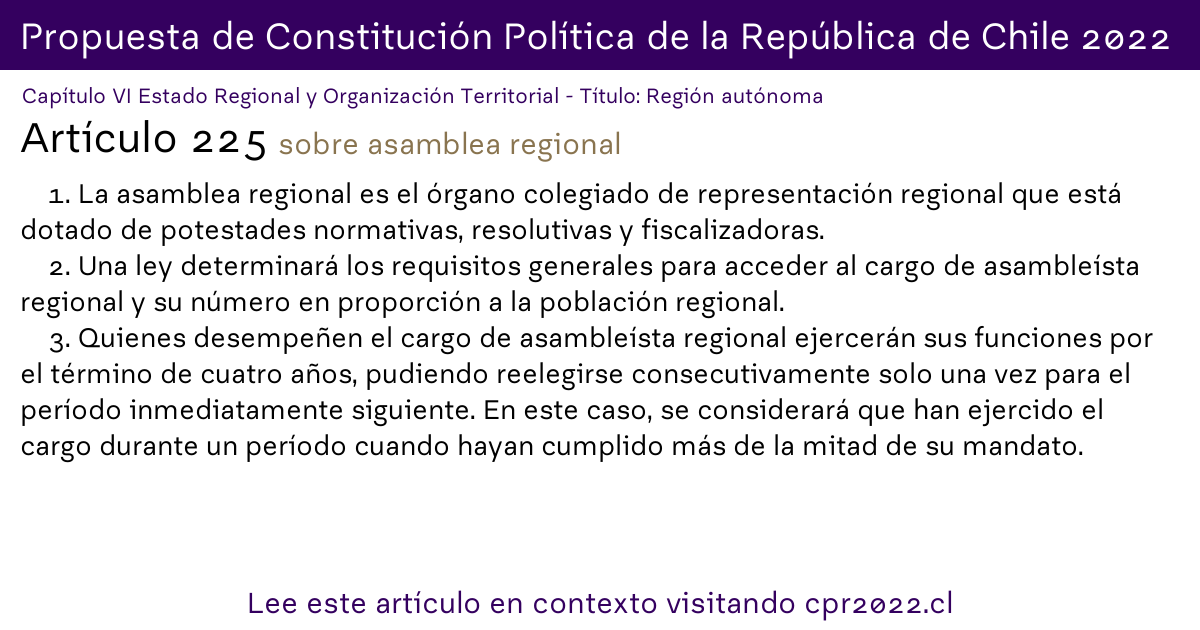 Propuesta de Constitución Política de la República de Chile 2022
Capítulo VI Estado Regional y Organización Territorial - Título: Región autónoma
Artículo 225 sobre asamblea regional
1. La asamblea regional es el órgano colegiado de representación regional que está
dotado de potestades normativas, resolutivas y fiscalizadoras.
2. Una ley determinará los requisitos generales para acceder al cargo de asambleísta
regional y su número en proporción a la población regional.
3. Quienes desempeñen el cargo de asambleísta regional ejercerán sus funciones por
el término de cuatro años, pudiendo reelegirse consecutivamente solo una vez para el
período inmediatamente siguiente. En este caso, se considerará que han ejercido el
cargo durante un período cuando hayan cumplido más de la mitad de su mandato.
Lee este artículo en contexto visitando cpr2022.cl